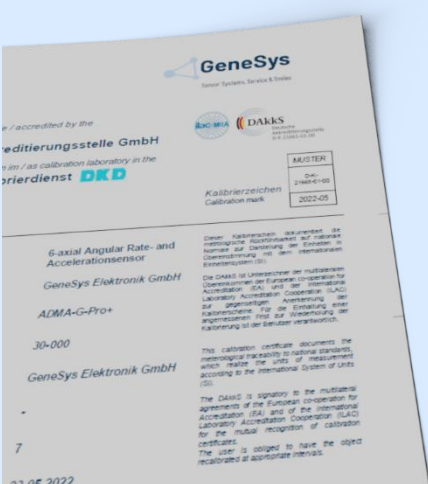 GeneSys
Sensor Systems, Service & Smiles
/ accredited by the
reditierungsstelle GmbH
im / as calibration laboratory in the
rierdienst DKD
ilac-MRA
DAkkS
Deutsche
Akkreditierungsstelle
Kalibrierzeichen
Calibration mark
MUSTER
D-K-
2022-05
6-axial Angular Rate- and
Accelerationsensor
GeneSys Elektronik GmbH
ADMA-G-Pro+
30-000
GeneSys Elektronik GmbH
-
7
03.05.2022
Dieser Kalibrierschein dokumentiert die
metrologische Rückführbarkeit auf nationale
Normale zur Darstellung der Einheiten in
Übereinstimmung mit dem Internationalen
Einheitensystem (SI).
Die DAkkS ist Unterzeichner der multilateralen
Übereinkommen der European co-operation for
Accreditation (EA) und der International
Laboratory Accreditation Cooperation (ILAC)
zur gegenseitigen Anerkennung der
Kalibrierscheine. Für die Einhaltung einer
angemessenen Frist zur Wiederholung der
Kalibrierung ist der Benutzer verantwortlich.
This calibration certificate documents the
metrological traceability to national standards,
which realize the units of measurement
according to the International System of Units
(SI).
The DAkkS is signatory to the multilateral
agreements of the European co-operation for
Accreditation (EA) and of the International
Laboratory Accreditation Cooperation (ILAC)
for the mutual recognition of calibration
certificates.
The user is obliged to have the object
recalibrated at appropriate intervals.